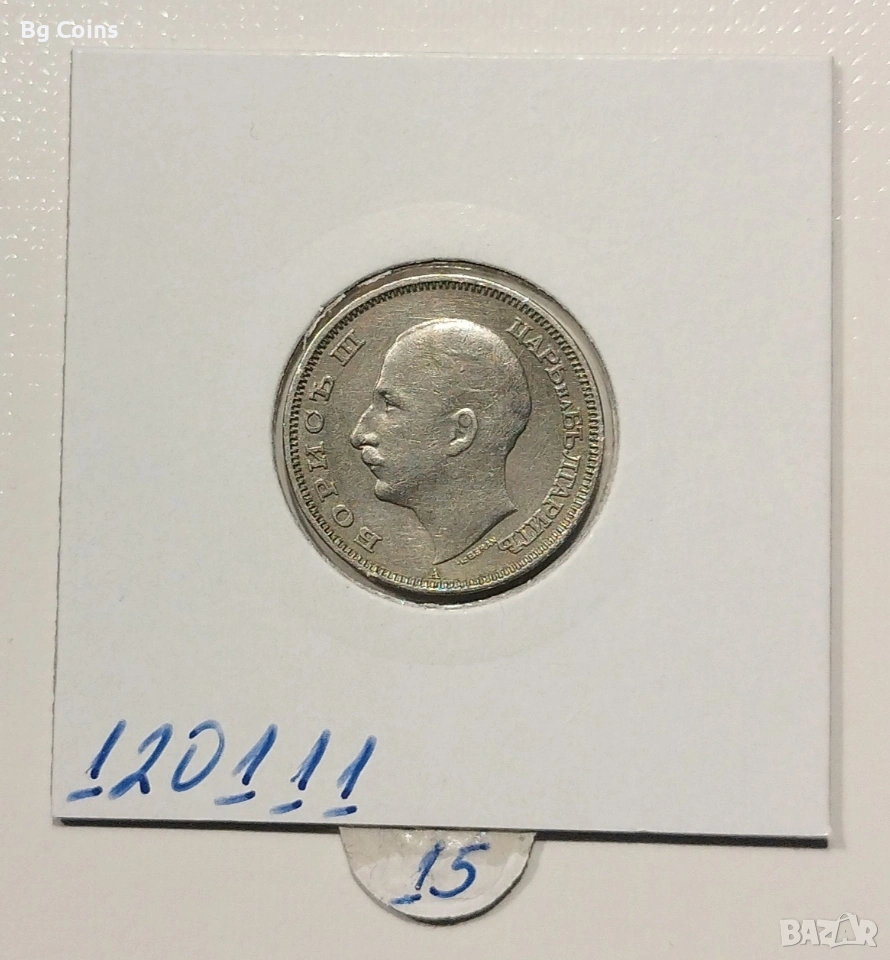 Bg Coins
БОРИСЪ III
ЦАРЬ НА БЪЛГАРИТѢ
A
120111
15
BAZAR